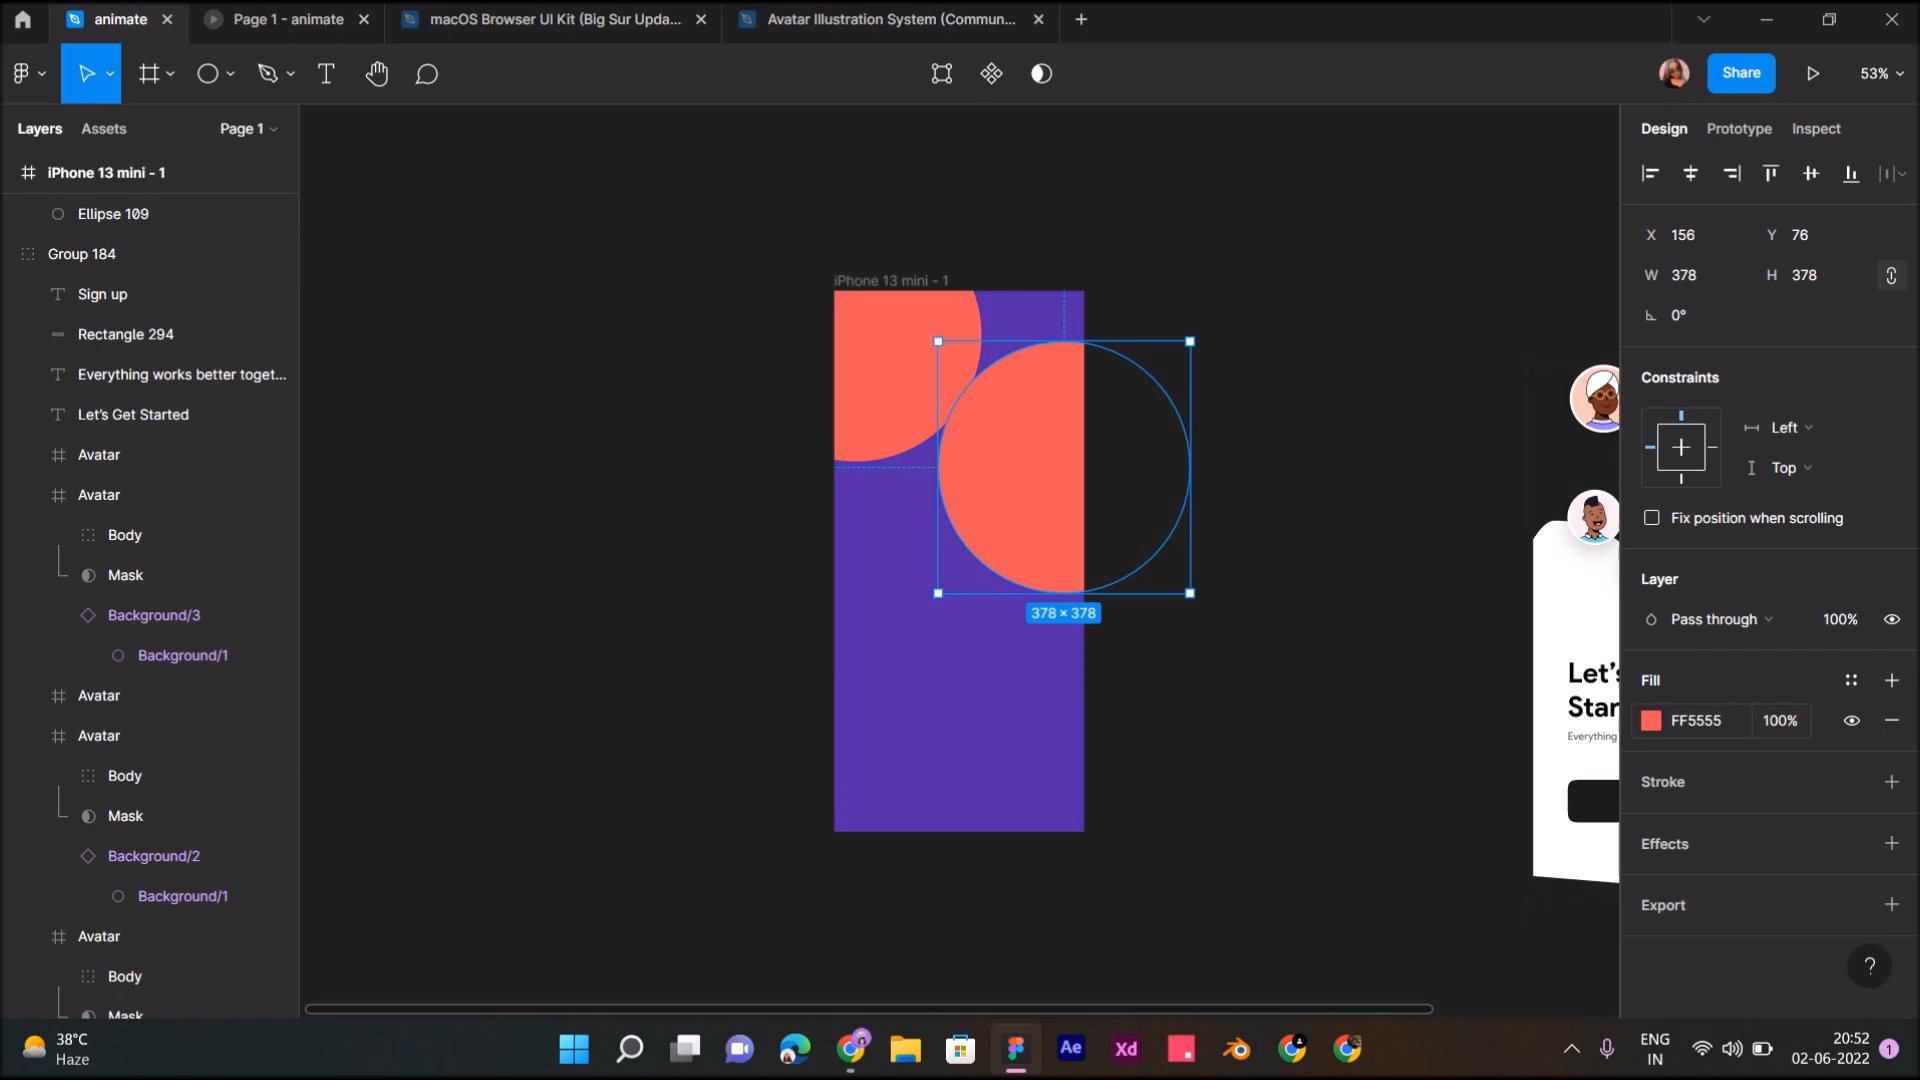 animate
Page 1 - animate
macOS Browser UI Kit (Big Sur Upda...
Avatar Illustration System (Commun...
Share
53%
Layers
Assets
Page 1
Design
Prototype
Inspect
iPhone 13 mini - 1
Ellipse 109
Group 184
Sign up
Rectangle 294
Everything works better toget...
Let's Get Started
Avatar
Avatar
Body
Mask
Background/3
Background/1
Avatar
Avatar
Body
Mask
Background/2
Background/1
Avatar
Body
Mask
iPhone 13 mini - 1
378 × 378
Let's
Star
Everything
X 156
Y 76
W 378
H 378
0°
Constraints
Left
Top
Fix position when scrolling
Layer
Pass through
100%
Fill
FF5555
100%
Stroke
Effects
Export
?
38°C
Haze
Ae
Xd
ENG
IN
20:52
02-06-2022
1